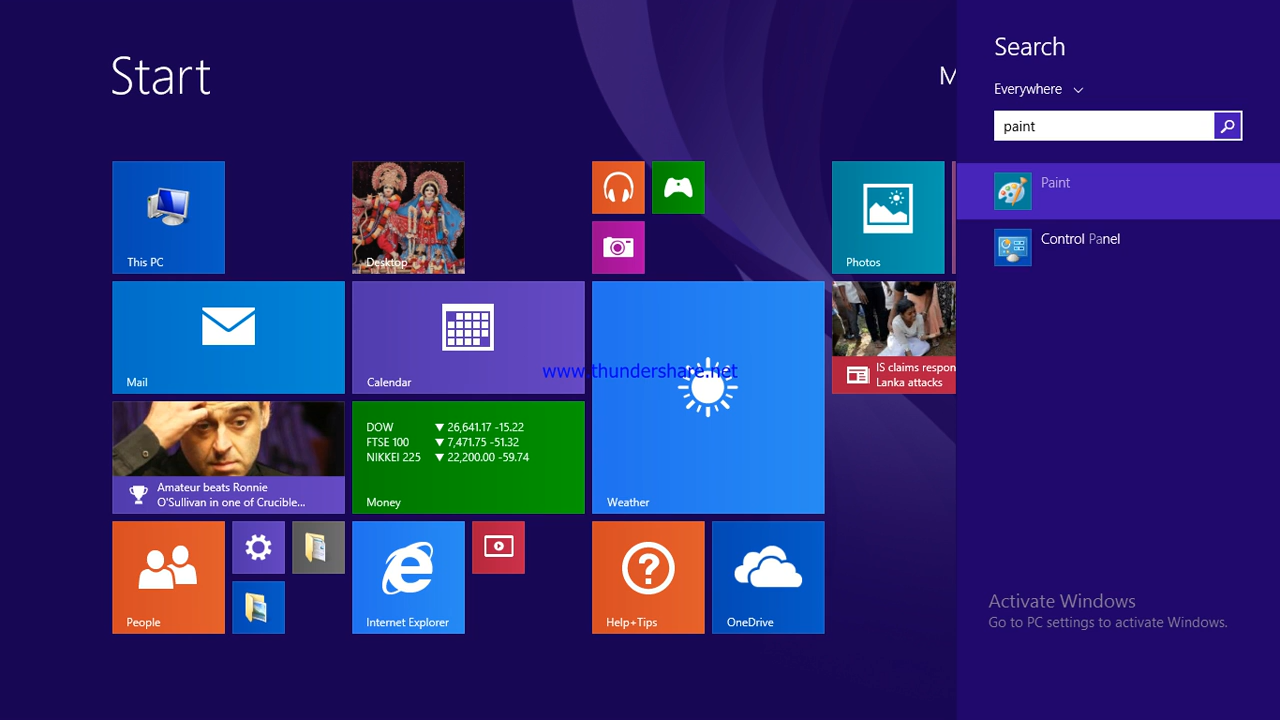 Start
M
This PC
Desktop
Photos
Mail
Calendar
www.thundershare.net
IS claims respon
Lanka attacks
Amateur beats Ronnie
O'Sullivan in one of Crucible...
DOW ▼ 26,641.17 -15.22
FTSE 100 ▼ 7,471.75 -51.32
NIKKEI 225 ▼ 22,200.00 -59.74
Money
Weather
People
Internet Explorer
Help+Tips
OneDrive
Search
Everywhere
paint
Paint
Control Panel
Activate Windows
Go to PC settings to activate Windows.